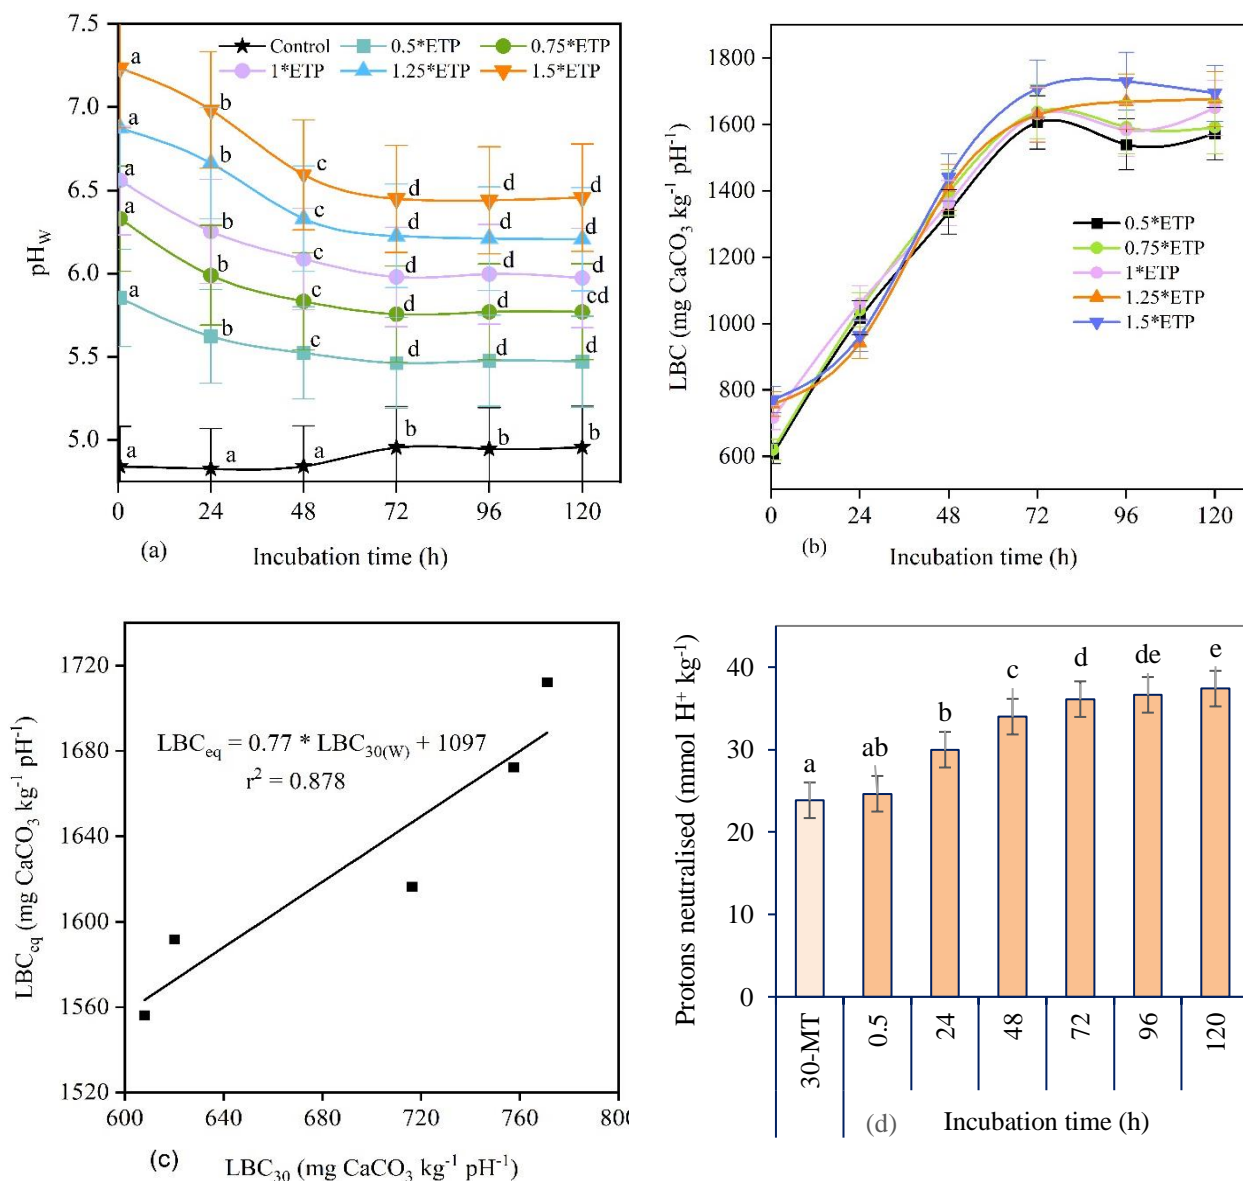 7.5
7.0
6.5
6.0
5.5
5.0
pH_W
Control 0.5*ETP 0.75*ETP
1*ETP 1.25*ETP 1.5*ETP
a b c d d d
a b c d d d
a b c d d d
a b c d d cd
a b c d d d
a a a b b b
0 24 48 72 96 120
(a) Incubation time (h)
1800
1600
1400
1200
1000
800
600
LBC (mg CaCO₃ kg⁻¹ pH⁻¹)
0.5*ETP
0.75*ETP
1*ETP
1.25*ETP
1.5*ETP
0 24 48 72 96 120
(b) Incubation time (h)
1720
1680
1640
1600
1560
1520
LBC_eq (mg CaCO₃ kg⁻¹ pH⁻¹)
LBC_eq = 0.77 * LBC_30(W) + 1097
r² = 0.878
600 640 680 720 760 800
(c) LBC₃₀ (mg CaCO₃ kg⁻¹ pH⁻¹)
40
30
20
10
0
Protons neutralised (mmol H⁺ kg⁻¹)
a ab b c d de e
30-MT 0.5 24 48 72 96 120
(d) Incubation time (h)